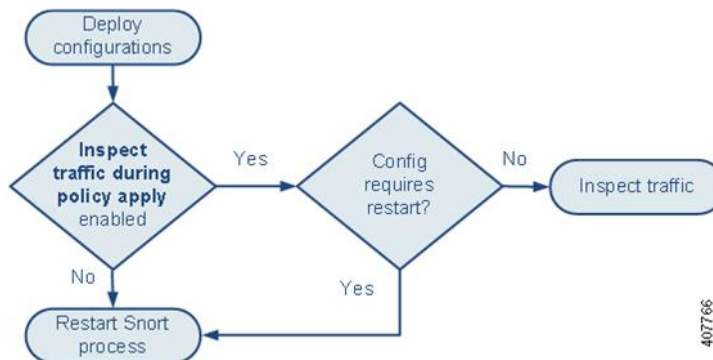 Deploy
configurations
Inspect
traffic during
policy apply
enabled
Yes
Config
requires
restart?
No
Inspect traffic
No
Yes
Restart Snort
process
407766